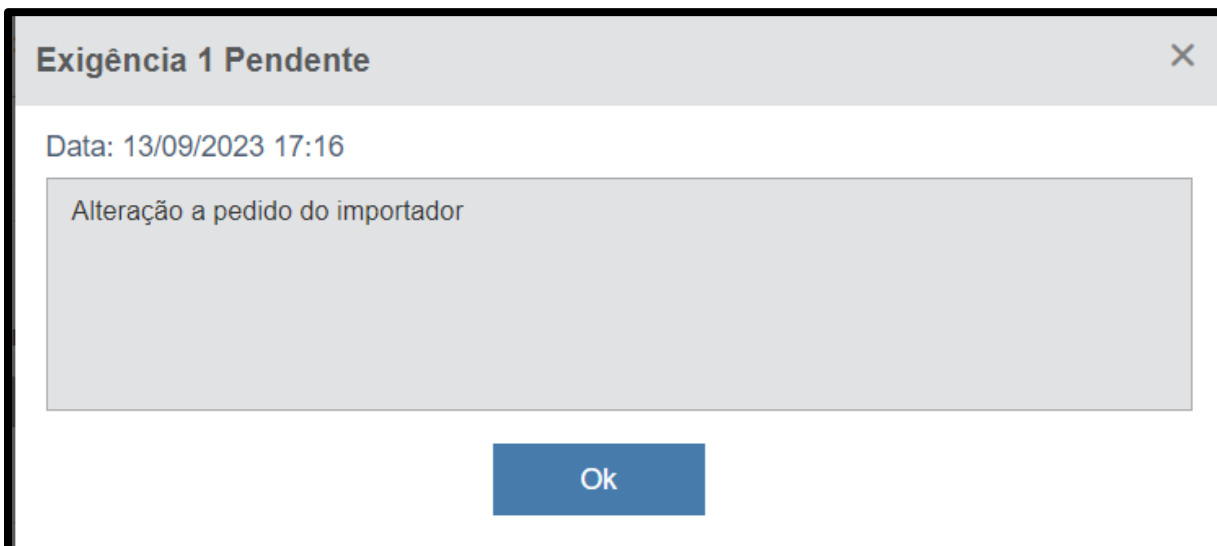 Exigência 1 Pendente
Data: 13/09/2023 17:16
Alteração a pedido do importador
Ok